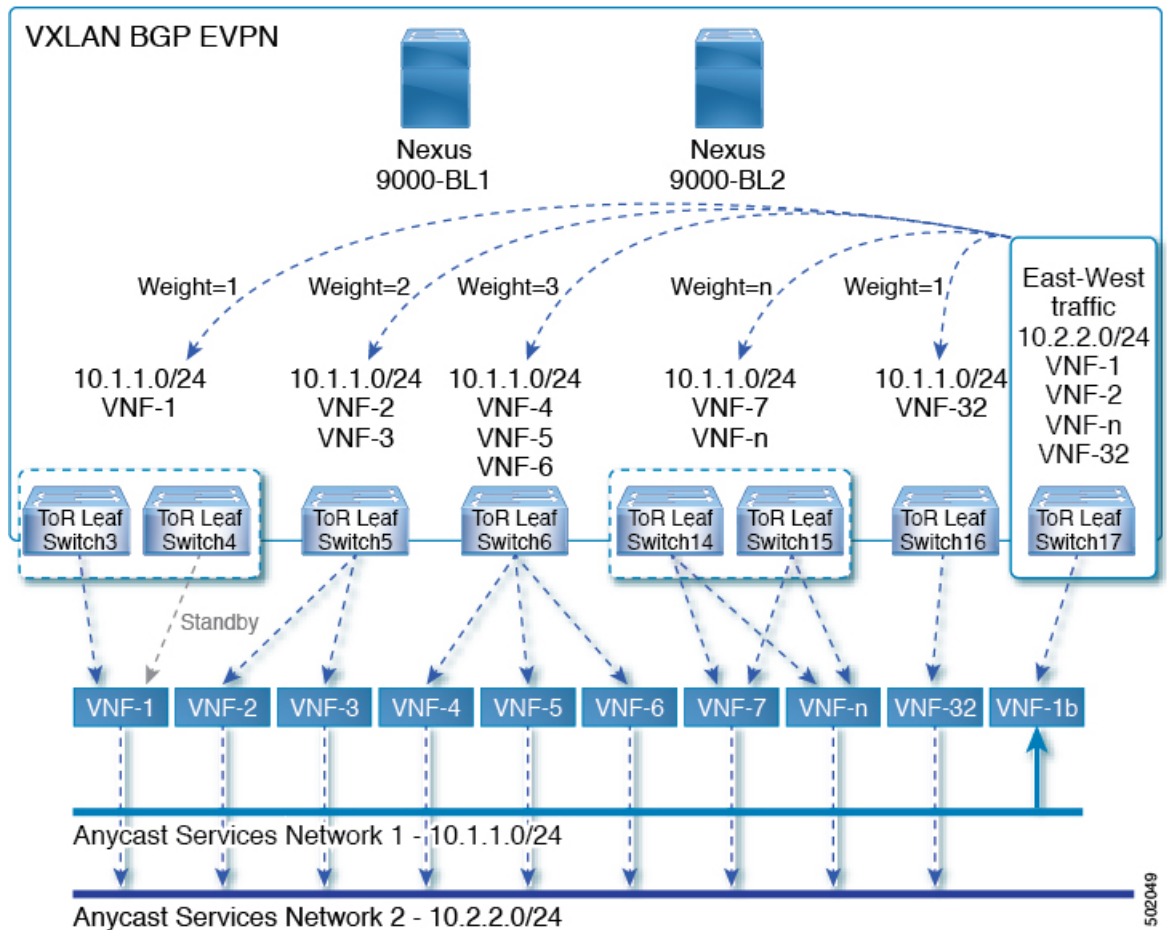 VXLAN BGP EVPN
Nexus
9000-BL1
Nexus
9000-BL2
Weight=1
Weight=2
Weight=3
Weight=n
Weight=1
10.1.1.0/24
VNF-1
10.1.1.0/24
VNF-2
VNF-3
10.1.1.0/24
VNF-4
VNF-5
VNF-6
10.1.1.0/24
VNF-7
VNF-n
10.1.1.0/24
VNF-32
East-West
traffic
10.2.2.0/24
VNF-1
VNF-2
VNF-n
VNF-32
ToR Leaf
Switch3
ToR Leaf
Switch4
ToR Leaf
Switch5
ToR Leaf
Switch6
ToR Leaf
Switch14
ToR Leaf
Switch15
ToR Leaf
Switch16
ToR Leaf
Switch17
Standby
VNF-1
VNF-2
VNF-3
VNF-4
VNF-5
VNF-6
VNF-7
VNF-n
VNF-32
VNF-1b
Anycast Services Network 1 - 10.1.1.0/24
Anycast Services Network 2 - 10.2.2.0/24
502049